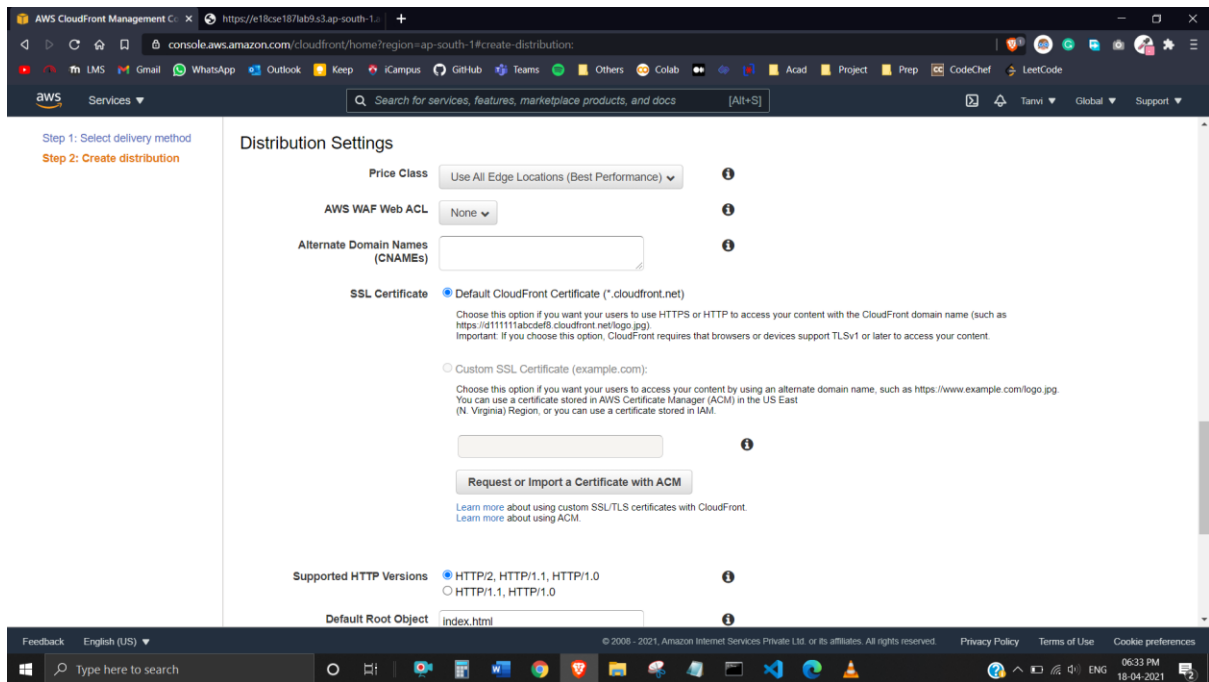 AWS CloudFront Management Co
https://e18cse187lab9.s3.ap-south-1.a
console.aws.amazon.com/cloudfront/home?region=ap-south-1#create-distribution:
LMS Gmail WhatsApp Outlook Keep iCampus GitHub Teams Others Colab Acad Project Prep CodeChef LeetCode
aws Services Search for services, features, marketplace products, and docs [Alt+S] Tanvi Global Support
Step 1: Select delivery method
Step 2: Create distribution
Distribution Settings
Price Class Use All Edge Locations (Best Performance)
AWS WAF Web ACL None
Alternate Domain Names
(CNAMEs)
SSL Certificate Default CloudFront Certificate (*.cloudfront.net)
Choose this option if you want your users to use HTTPS or HTTP to access your content with the CloudFront domain name (such as
https://d111111abcdef8.cloudfront.net/logo.jpg).
Important: If you choose this option, CloudFront requires that browsers or devices support TLSv1 or later to access your content.
Custom SSL Certificate (example.com):
Choose this option if you want your users to access your content by using an alternate domain name, such as https://www.example.com/logo.jpg.
You can use a certificate stored in AWS Certificate Manager (ACM) in the US East
(N. Virginia) Region, or you can use a certificate stored in IAM.
Request or Import a Certificate with ACM
Learn more about using custom SSL/TLS certificates with CloudFront.
Learn more about using ACM.
Supported HTTP Versions HTTP/2, HTTP/1.1, HTTP/1.0
HTTP/1.1, HTTP/1.0
Default Root Object index.html
Feedback English (US) © 2008 - 2021, Amazon Internet Services Private Ltd. or its affiliates. All rights reserved. Privacy Policy Terms of Use Cookie preferences
Type here to search ENG 06:33 PM
18-04-2021